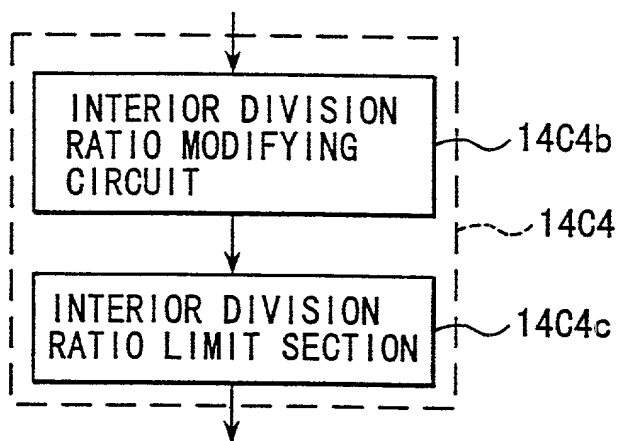 INTERIOR DIVISION
RATIO MODIFYING
CIRCUIT
14C4b
14C4
INTERIOR DIVISION
RATIO LIMIT SECTION
14C4c